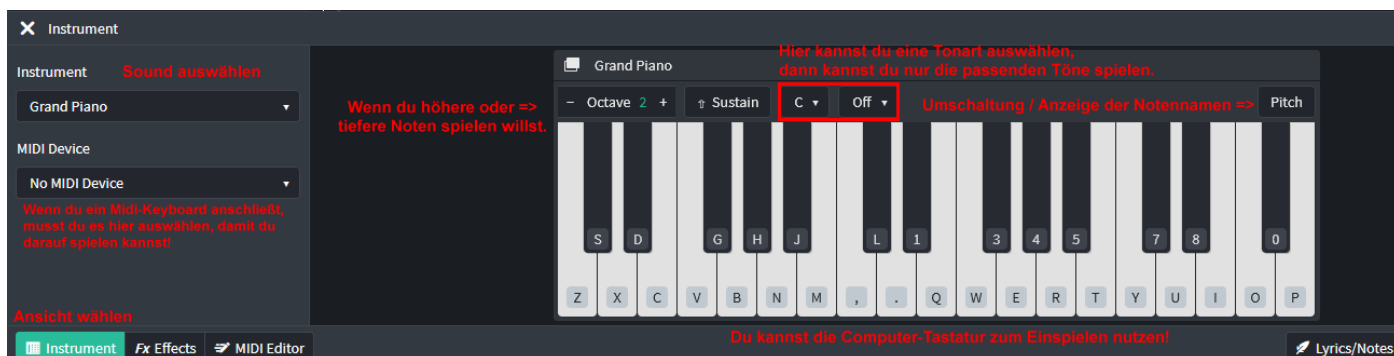 Instrument
Instrument Sound auswählen
Grand Piano
MIDI Device
No MIDI Device
Wenn du ein Midi-Keyboard anschließt,
musst du es hier auswählen, damit du
darauf spielen kannst!
Ansicht wählen
Instrument Fx Effects MIDI Editor
Wenn du höhere oder =>
tiefere Noten spielen willst.
Grand Piano
Hier kannst du eine Tonart auswählen,
dann kannst du nur die passenden Töne spielen.
- Octave 2 + ⇧ Sustain C Off
Umschaltung / Anzeige der Notennamen => Pitch
S D G H J L 1 3 4 5 7 8 0
Z X C V B N M , . Q W E R T Y U I O P
Du kannst die Computer-Tastatur zum Einspielen nutzen!
Lyrics/Notes